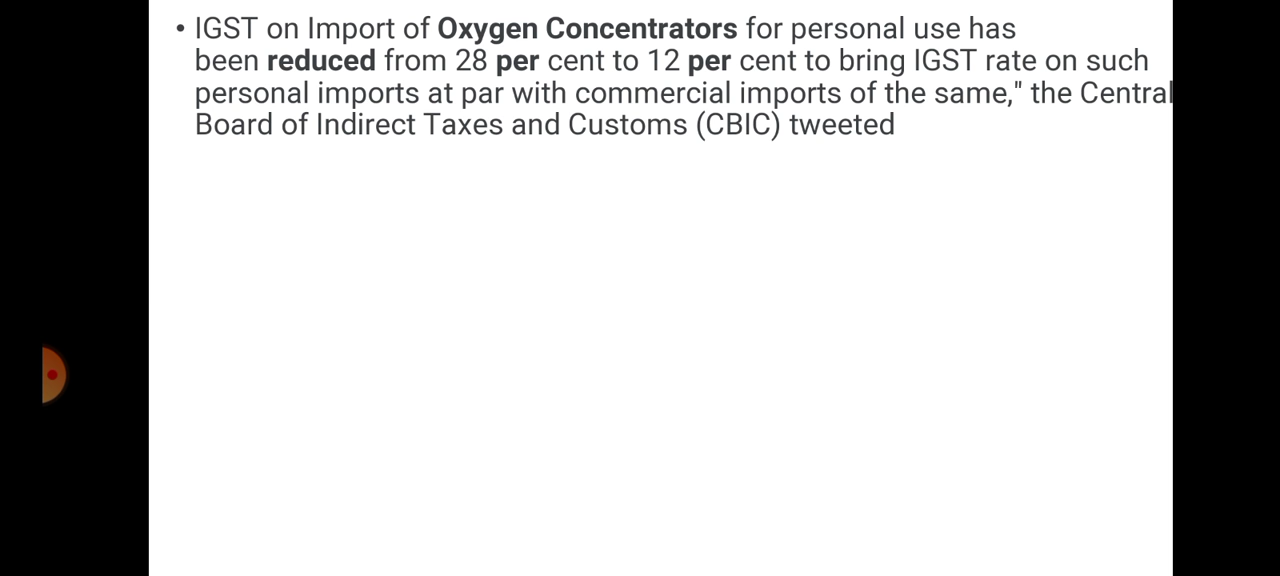 • IGST on Import of Oxygen Concentrators for personal use has
been reduced from 28 per cent to 12 per cent to bring IGST rate on such
personal imports at par with commercial imports of the same," the Central
Board of Indirect Taxes and Customs (CBIC) tweeted